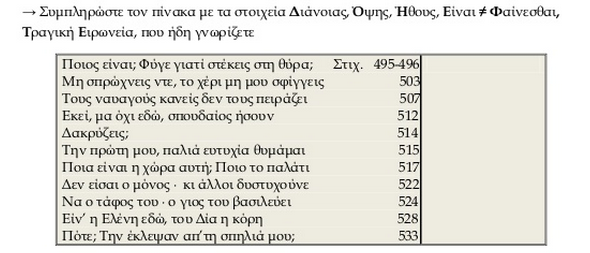 → Συμπληρώστε τον πίνακα με τα στοιχεία Διάνοιας, Όψης, Ήθους, Είναι ≠ Φαίνεσθαι,
Τραγική Ειρωνεία, που ήδη γνωρίζετε
Ποιος είναι; Φύγε γιατί στέκεις στη θύρα; Στιχ. 495-496
Μη σπρώχνεις ντε, το χέρι μη μου σφίγγεις 503
Τους ναυαγούς κανείς δεν τους πειράζει 507
Εκεί, μα όχι εδώ, σπουδαίος ήσουν 512
Δακρύζεις; 514
Την πρώτη μου, παλιά ευτυχία θυμάμαι 515
Ποια είναι η χώρα αυτή; Ποιο το παλάτι 517
Δεν είσαι ο μόνος · κι άλλοι δυστυχούνε 522
Να ο τάφος του · ο γιος του βασιλεύει 524
Είν’ η Ελένη εδώ, του Δία η κόρη 528
Πότε; Την έκλεψαν απ’τη σπηλιά μου; 533